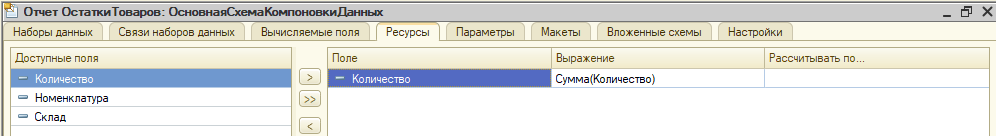 Отчет ОстаткиТоваров: ОсновнаяСхемаКомпоновкиДанных
Наборы данных Связи наборов данных Вычисляемые поля Ресурсы Параметры Макеты Вложенные схемы Настройки
Доступные поля Поле Выражение Рассчитывать по...
Количество > Количество Сумма(Количество)
Номенклатура >>
Склад <